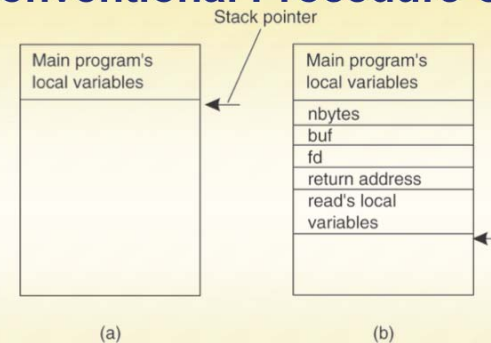 Stack pointer
Main program's
local variables
(a)
Main program's
local variables
nbytes
buf
fd
return address
read's local
variables
(b)